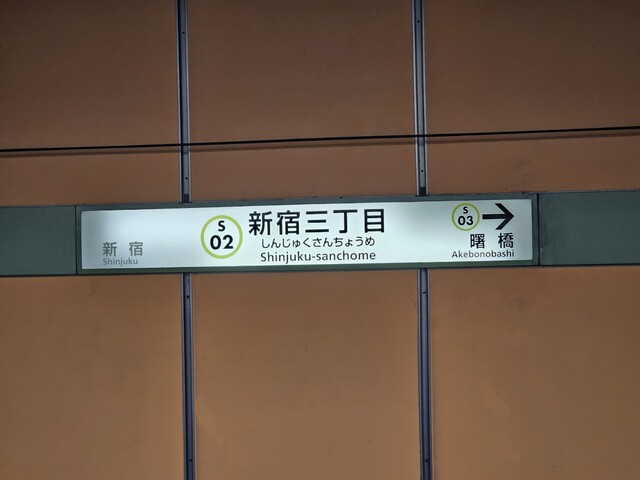 新宿
Shinjuku
S
02
新宿三丁目
しんじゅくさんちょうめ
Shinjuku-sanchome
S
03
曙橋
Akebonobashi